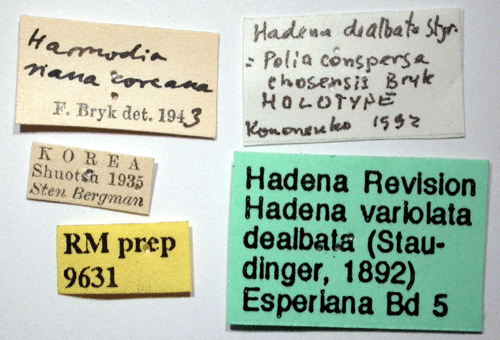 Harmodia
nana coreana
F. Bryk det. 1943
Hadena dealbata Stgr.
= Polia conspersa
chosensis Bryk
HOLOTYPE
Kononenko 1992
KOREA
Shuotsu 1935
Sten Bergman
RM prep
9631
Hadena Revision
Hadena variolata
dealbata (Stau-
dinger, 1892)
Esperiana Bd 5